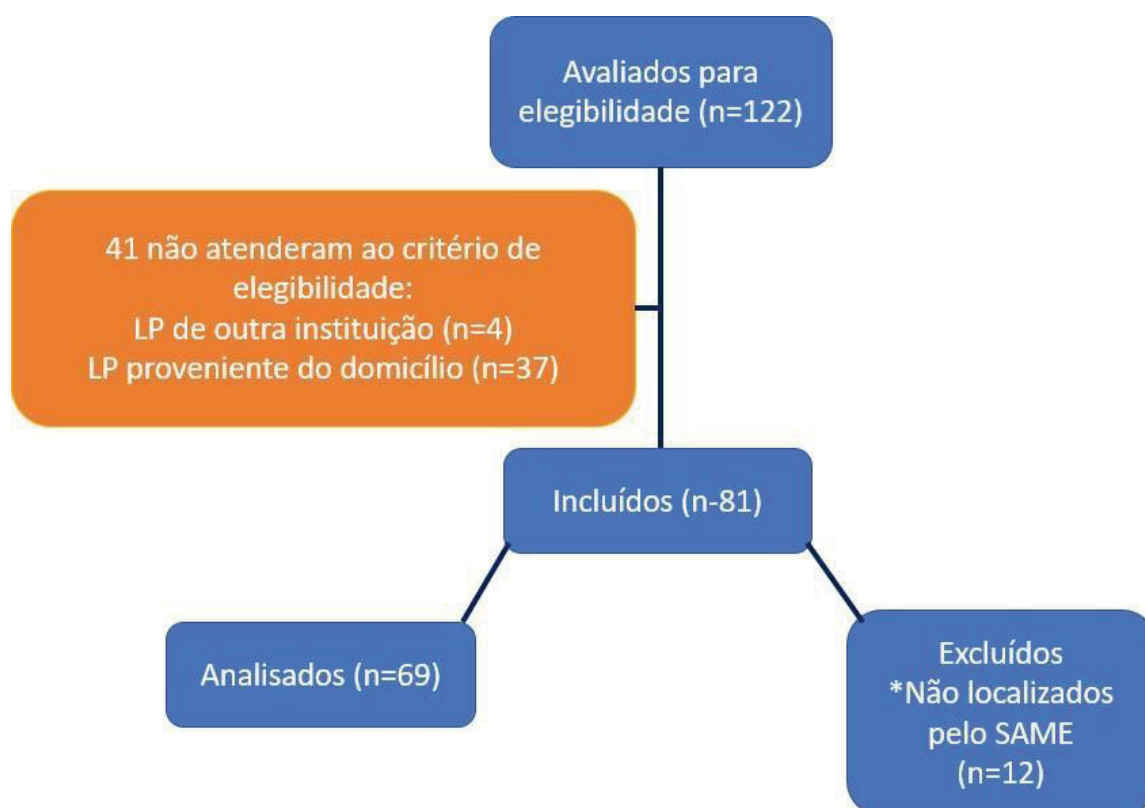 Avaliados para
elegibilidade (n=122)
41 não atenderam ao critério de
elegibilidade:
LP de outra instituição (n=4)
LP proveniente do domicílio (n=37)
Incluídos (n-81)
Analisados (n=69)
Excluídos
*Não localizados
pelo SAME
(n=12)